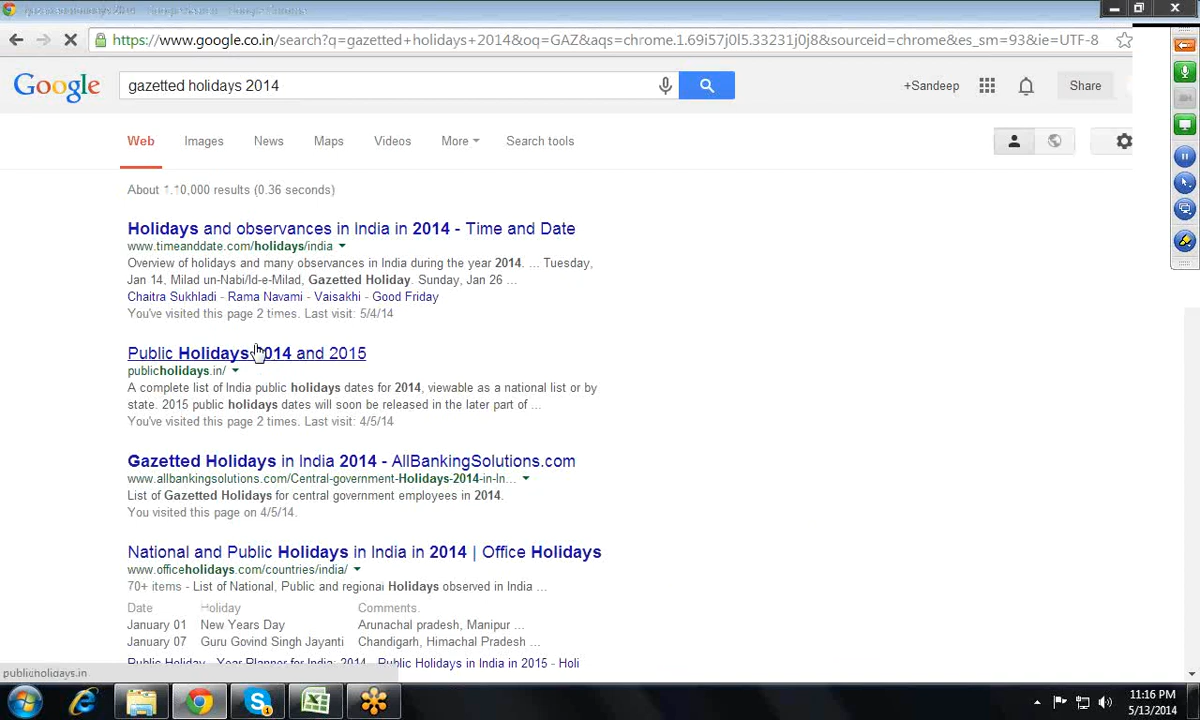 https://www.google.co.in/search?q=gazetted+holidays+2014&oq=GAZ&aqs=chrome.1.69i57j0l5.33231j0j8&sourceid=chrome&es_sm=93&ie=UTF-8
Google
gazetted holidays 2014
+Sandeep
Share
Web Images News Maps Videos More Search tools
About 1,10,000 results (0.36 seconds)
Holidays and observances in India in 2014 - Time and Date
www.timeanddate.com/holidays/india
Overview of holidays and many observances in India during the year 2014. ... Tuesday,
Jan 14, Milad un-Nabi/Id-e-Milad, Gazetted Holiday. Sunday, Jan 26 ...
Chaitra Sukhladi - Rama Navami - Vaisakhi - Good Friday
You've visited this page 2 times. Last visit: 5/4/14
Public Holidays 2014 and 2015
publicholidays.in/
A complete list of India public holidays dates for 2014, viewable as a national list or by
state. 2015 public holidays dates will soon be released in the later part of ...
You've visited this page 2 times. Last visit: 4/5/14
Gazetted Holidays in India 2014 - AllBankingSolutions.com
www.allbankingsolutions.com/Central-government-Holidays-2014-in-In...
List of Gazetted Holidays for central government employees in 2014.
You visited this page on 4/5/14.
National and Public Holidays in India in 2014 | Office Holidays
www.officeholidays.com/countries/india/
70+ items - List of National, Public and regional Holidays observed in India ...
Date Holiday Comments.
January 01 New Years Day Arunachal pradesh, Manipur ...
January 07 Guru Govind Singh Jayanti Chandigarh, Himachal Pradesh ...
Public Holiday - Year Planner for India: 2014 - Public Holidays in India in 2015 - Holi
publicholidays.in
11:16 PM
5/13/2014